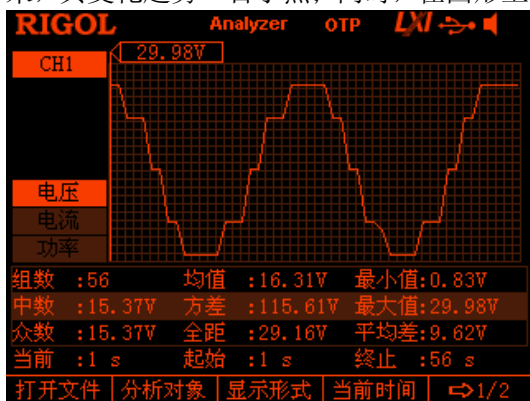 RIGOL Analyzer OTP LXI
CH1
29.98V
电压
电流
功率
组数 :56 均值 :16.31V 最小值:0.83V
中数 :15.37V 方差 :115.61V 最大值:29.98V
众数 :15.37V 全距 :29.16V 平均差:9.62V
当前 :1 s 起始 :1 s 终止 :56 s
打开文件 分析对象 显示形式 当前时间 ⇨1/2